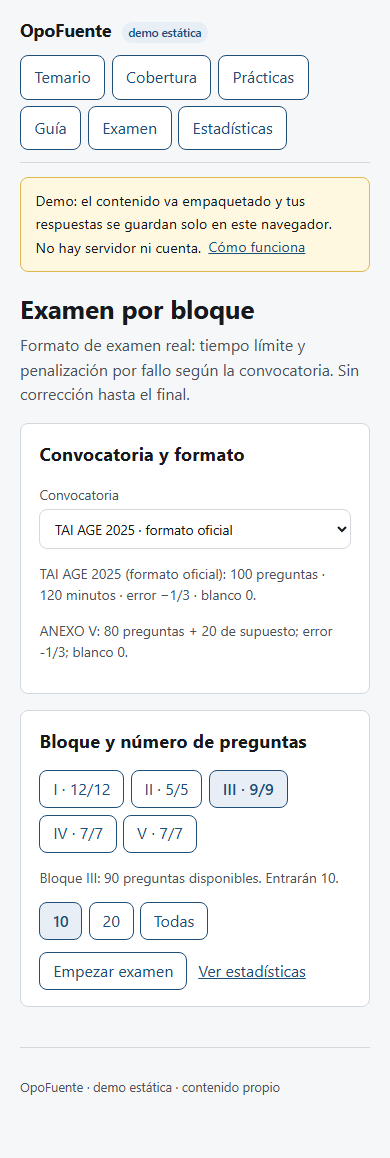 OpoFuente demo estática
Temario Cobertura Prácticas
Guía Examen Estadísticas
Demo: el contenido va empaquetado y tus
respuestas se guardan solo en este navegador.
No hay servidor ni cuenta. Cómo funciona
Examen por bloque
Formato de examen real: tiempo límite y
penalización por fallo según la convocatoria. Sin
corrección hasta el final.
Convocatoria y formato
Convocatoria
TAI AGE 2025 · formato oficial
TAI AGE 2025 (formato oficial): 100 preguntas ·
120 minutos · error −1/3 · blanco 0.
ANEXO V: 80 preguntas + 20 de supuesto; error
-1/3; blanco 0.
Bloque y número de preguntas
I · 12/12 II · 5/5 III · 9/9
IV · 7/7 V · 7/7
Bloque III: 90 preguntas disponibles. Entrarán 10.
10 20 Todas
Empezar examen Ver estadísticas
OpoFuente · demo estática · contenido propio